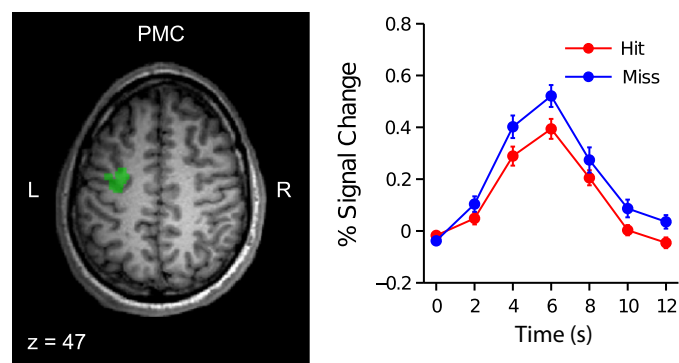 PMC
L
R
z = 47
% Signal Change
0.8
0.6
0.4
0.2
0
−0.2
Hit
Miss
0 2 4 6 8 10 12
Time (s)